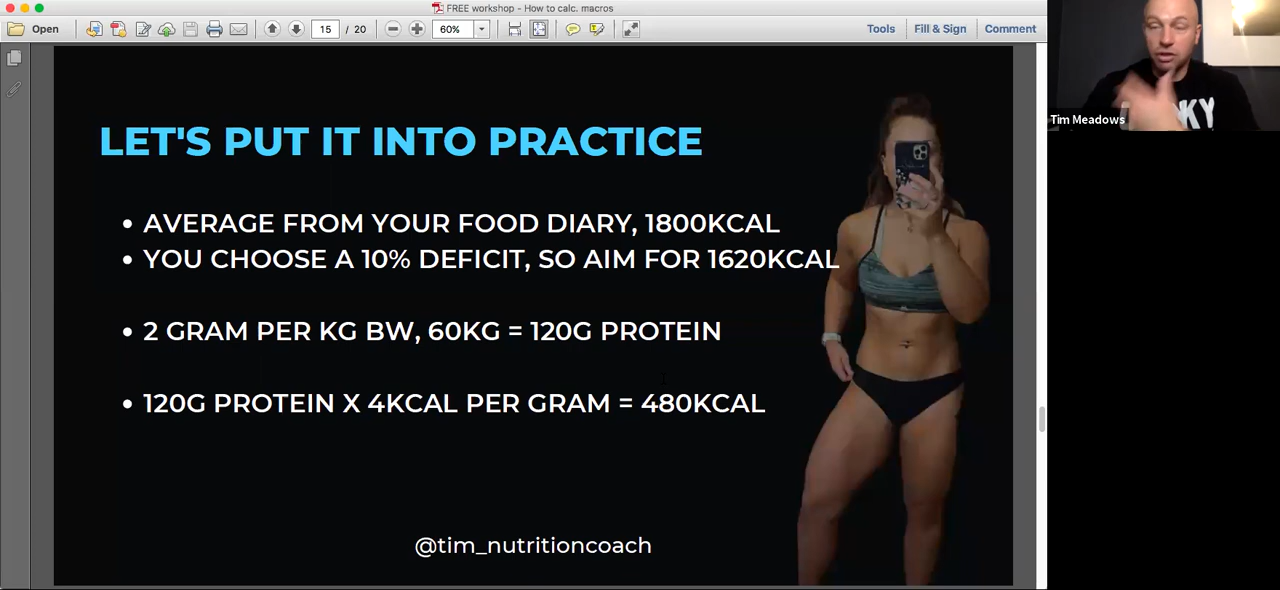 FREE workshop - How to calc. macros
Open
15 / 20
60%
Tools
Fill & Sign
Comment
LET'S PUT IT INTO PRACTICE
• AVERAGE FROM YOUR FOOD DIARY, 1800KCAL
• YOU CHOOSE A 10% DEFICIT, SO AIM FOR 1620KCAL
• 2 GRAM PER KG BW, 60KG = 120G PROTEIN
• 120G PROTEIN X 4KCAL PER GRAM = 480KCAL
@tim_nutritioncoach
Tim Meadows